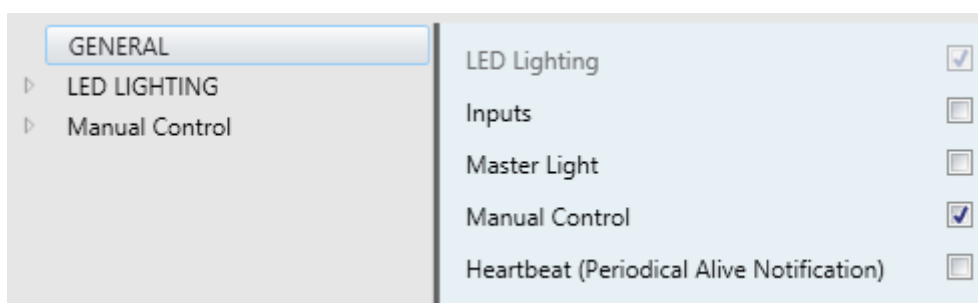 GENERAL
LED LIGHTING
Manual Control
LED Lighting
Inputs
Master Light
Manual Control
Heartbeat (Periodical Alive Notification)